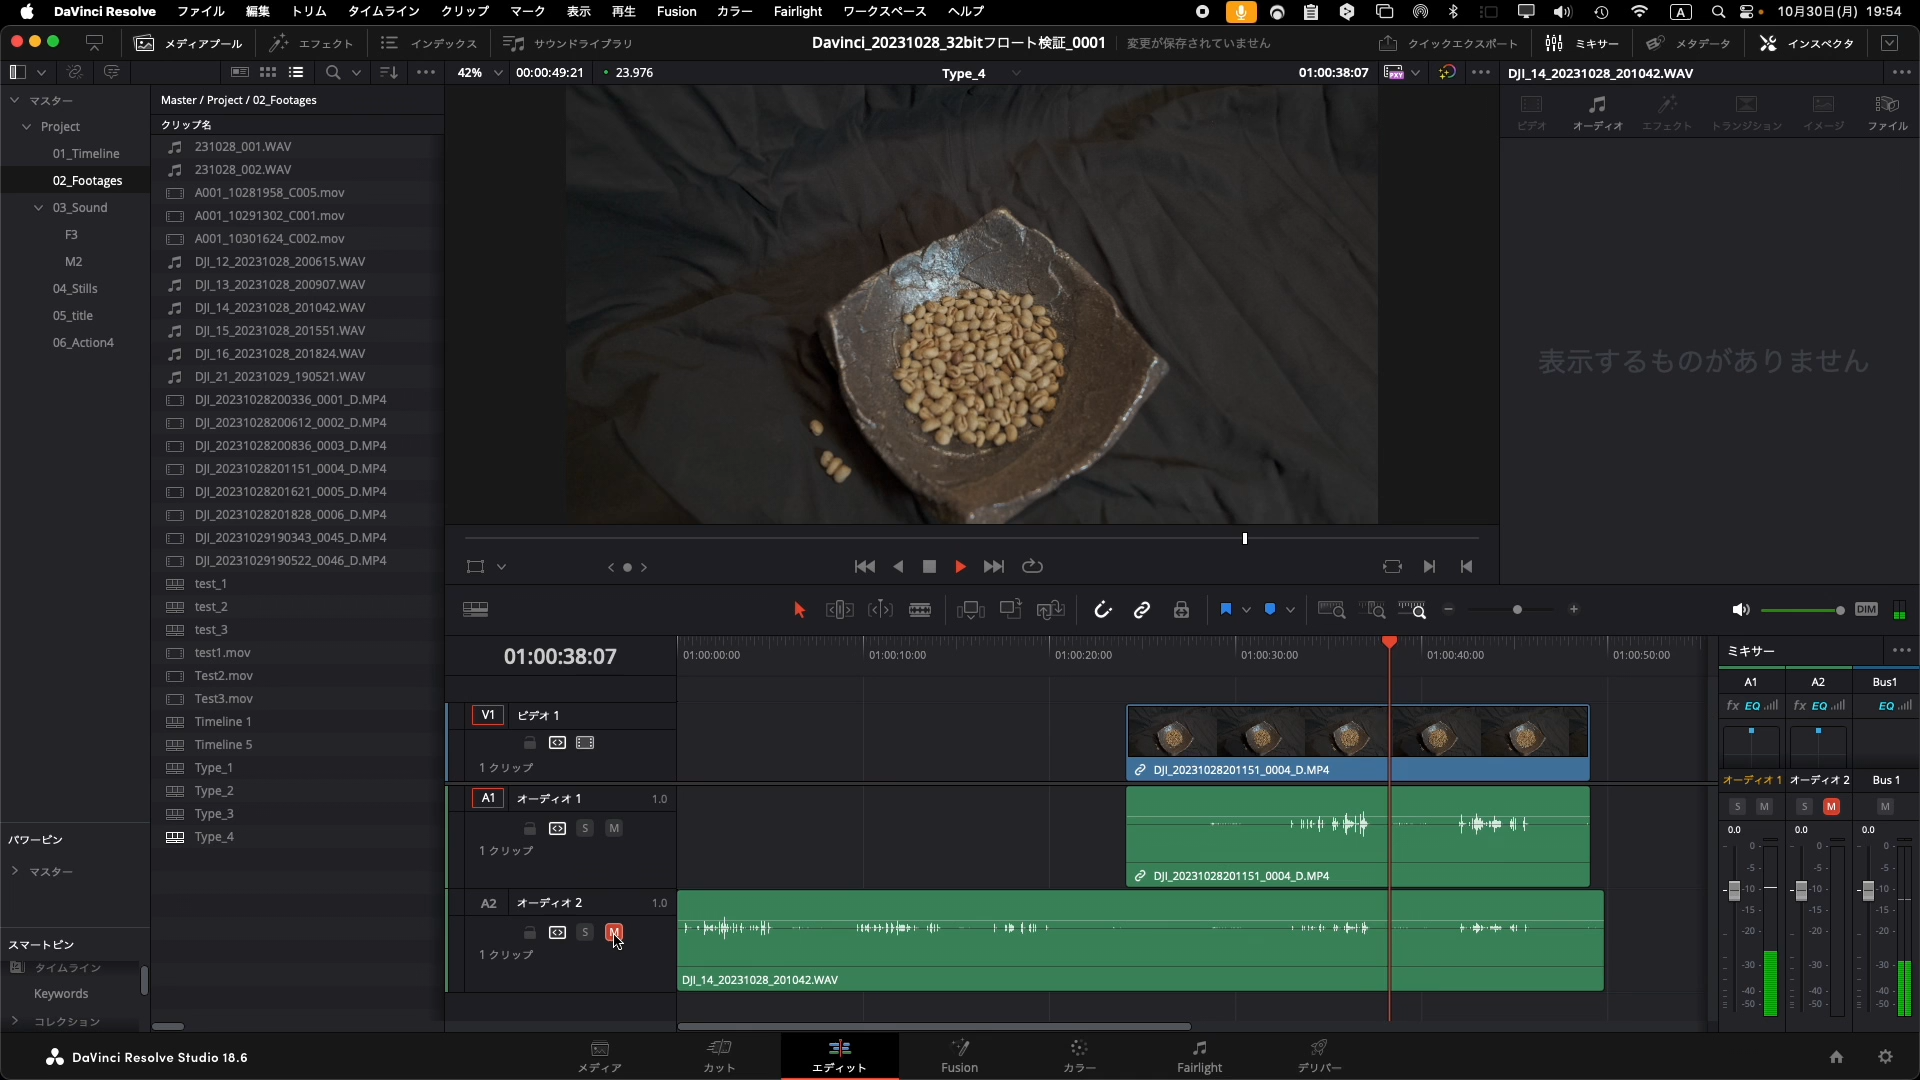 DaVinci Resolve ファイル 編集 トリム タイムライン クリップ マーク 表示 再生 Fusion カラー Fairlight ワークスペース ヘルプ A 10月30日(月) 19:54
メディアプール エフェクト インデックス サウンドライブラリ Davinci_20231028_32bitフロート検証_0001 変更が保存されていません クイックエクスポート ミキサー メタデータ インスペクタ
42% 00:00:49:21 23.976 Type_4 01:00:38:07 PXY DJI_14_20231028_201042.WAV
ビデオ オーディオ エフェクト トランジション イメージ ファイル
表示するものがありません
マスター
Project
01_Timeline
02_Footages
03_Sound
F3
M2
04_Stills
05_title
06_Action4
パワービン
マスター
スマートビン
タイムライン
Keywords
コレクション
Master / Project / 02_Footages
クリップ名
231028_001.WAV
231028_002.WAV
A001_10281958_C005.mov
A001_10291302_C001.mov
A001_10301624_C002.mov
DJI_12_20231028_200615.WAV
DJI_13_20231028_200907.WAV
DJI_14_20231028_201042.WAV
DJI_15_20231028_201551.WAV
DJI_16_20231028_201824.WAV
DJI_21_20231029_190521.WAV
DJI_20231028200336_0001_D.MP4
DJI_20231028200612_0002_D.MP4
DJI_20231028200836_0003_D.MP4
DJI_20231028201151_0004_D.MP4
DJI_20231028201621_0005_D.MP4
DJI_20231028201828_0006_D.MP4
DJI_20231029190343_0045_D.MP4
DJI_20231029190522_0046_D.MP4
test_1
test_2
test_3
test1.mov
Test2.mov
Test3.mov
Timeline 1
Timeline 5
Type_1
Type_2
Type_3
Type_4
DIM
01:00:38:07
01:00:00:00 01:00:10:00 01:00:20:00 01:00:30:00 01:00:40:00 01:00:50:00
V1 ビデオ 1
1 クリップ
DJI_20231028201151_0004_D.MP4
A1 オーディオ 1 1.0
S M
1 クリップ
DJI_20231028201151_0004_D.MP4
A2 オーディオ 2 1.0
S M
1 クリップ
DJI_14_20231028_201042.WAV
ミキサー
A1 A2 Bus1
fx EQ fx EQ EQ
オーディオ 1 オーディオ 2 Bus 1
S M S M M
0.0 0.0 0.0
0 0 0
-5 -5 -5
-10 -10 -10
-15 -15 -15
-20 -20 -20
-30 -30 -30
-40 -40 -40
-50 -50 -50
DaVinci Resolve Studio 18.6
メディア カット エディット Fusion カラー Fairlight デリバー